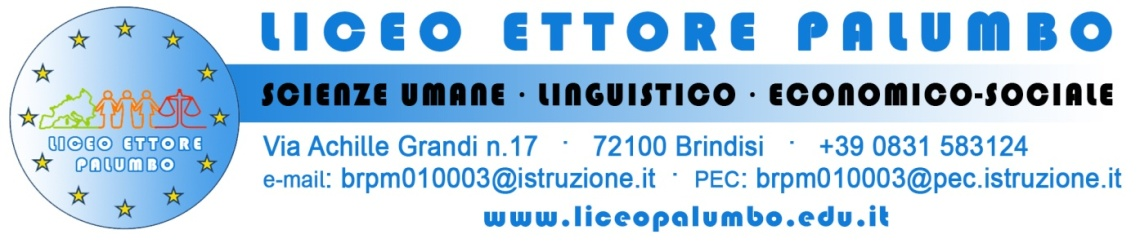 LICEO ETTORE PALUMBO
SCIENZE UMANE · LINGUISTICO · ECONOMICO-SOCIALE
Via Achille Grandi n.17 · 72100 Brindisi · +39 0831 583124
e-mail: brpm010003@istruzione.it · PEC: brpm010003@pec.istruzione.it
www.liceopalumbo.edu.it
LICEO ETTORE
PALUMBO